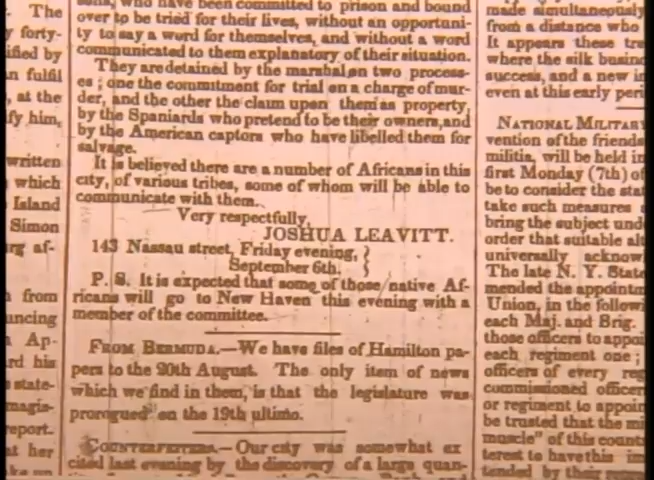 The
y forty-
ified by
n fulfil
, at the
fy him,
written
which
Island
Simon
rg af-
from
uncing
Ap-
rd his
state-
magis-
report.
at her
who have been committed to prison and bound
over to be tried for their lives, without an opportuni-
ty to say a word for themselves, and without a word
communicated to them explanatory of their situation.
They are detained by the marshal on two process-
es; one the commitment for trial on a charge of mur-
der, and the other the claim upon them as property,
by the Spaniards who pretend to be their owners, and
by the American captors who have libelled them for
salvage.
It is believed there are a number of Africans in this
city, of various tribes, some of whom will be able to
communicate with them.
Very respectfully,
JOSHUA LEAVITT.
143 Nassau street, Friday evening, }
September 6th. }
P. S. It is expected that some of those native Af-
ricans will go to New Haven this evening with a
member of the committee.
FROM BERMUDA.—We have files of Hamilton pa-
pers to the 20th August. The only item of news
which we find in them, is that the legislature was
prorogued on the 19th ultimo.
COUNTERFEITERS.—Our city was somewhat ex
cited last evening by the discovery of a large quan-
made simultaneously
from a distance who
It appears these
where the silk busin
success, and a new in
even at this early peri
NATIONAL MILITAR
vention of the friends
militia, will be held in
first Monday (7th) of
be to consider the stat
take such measures
bring the subject und
order that suitable alt
universally acknow
The late N. Y. State
mended the appointm
Union, in the followi
each Maj. and Brig.
those officers to appoi
each regiment one;
officers of every reg
commissioned officer
or regiment to appoin
be trusted that the mi
muscle" of this count
terest to have this im
tended by their